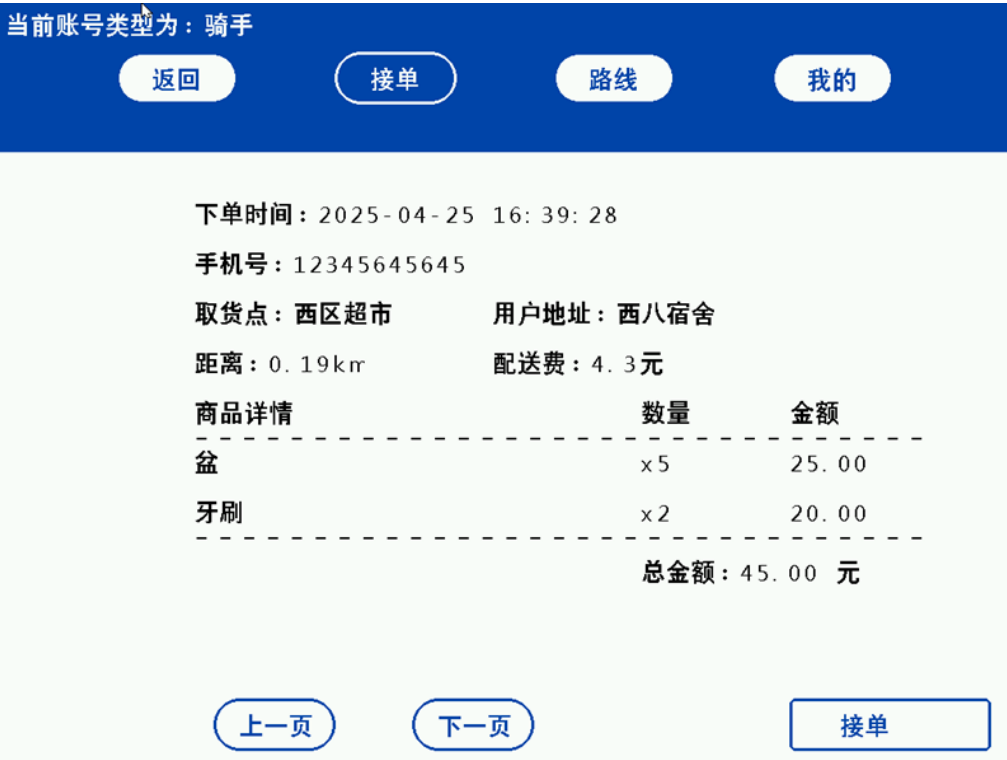 当前账号类型为：骑手
返回 接单 路线 我的
下单时间：2025-04-25 16:39:28
手机号：12345645645
取货点：西区超市 用户地址：西八宿舍
距离：0.19km 配送费：4.3元
商品详情 数量 金额
盆 x5 25.00
牙刷 x2 20.00
总金额：45.00 元
上一页 下一页 接单